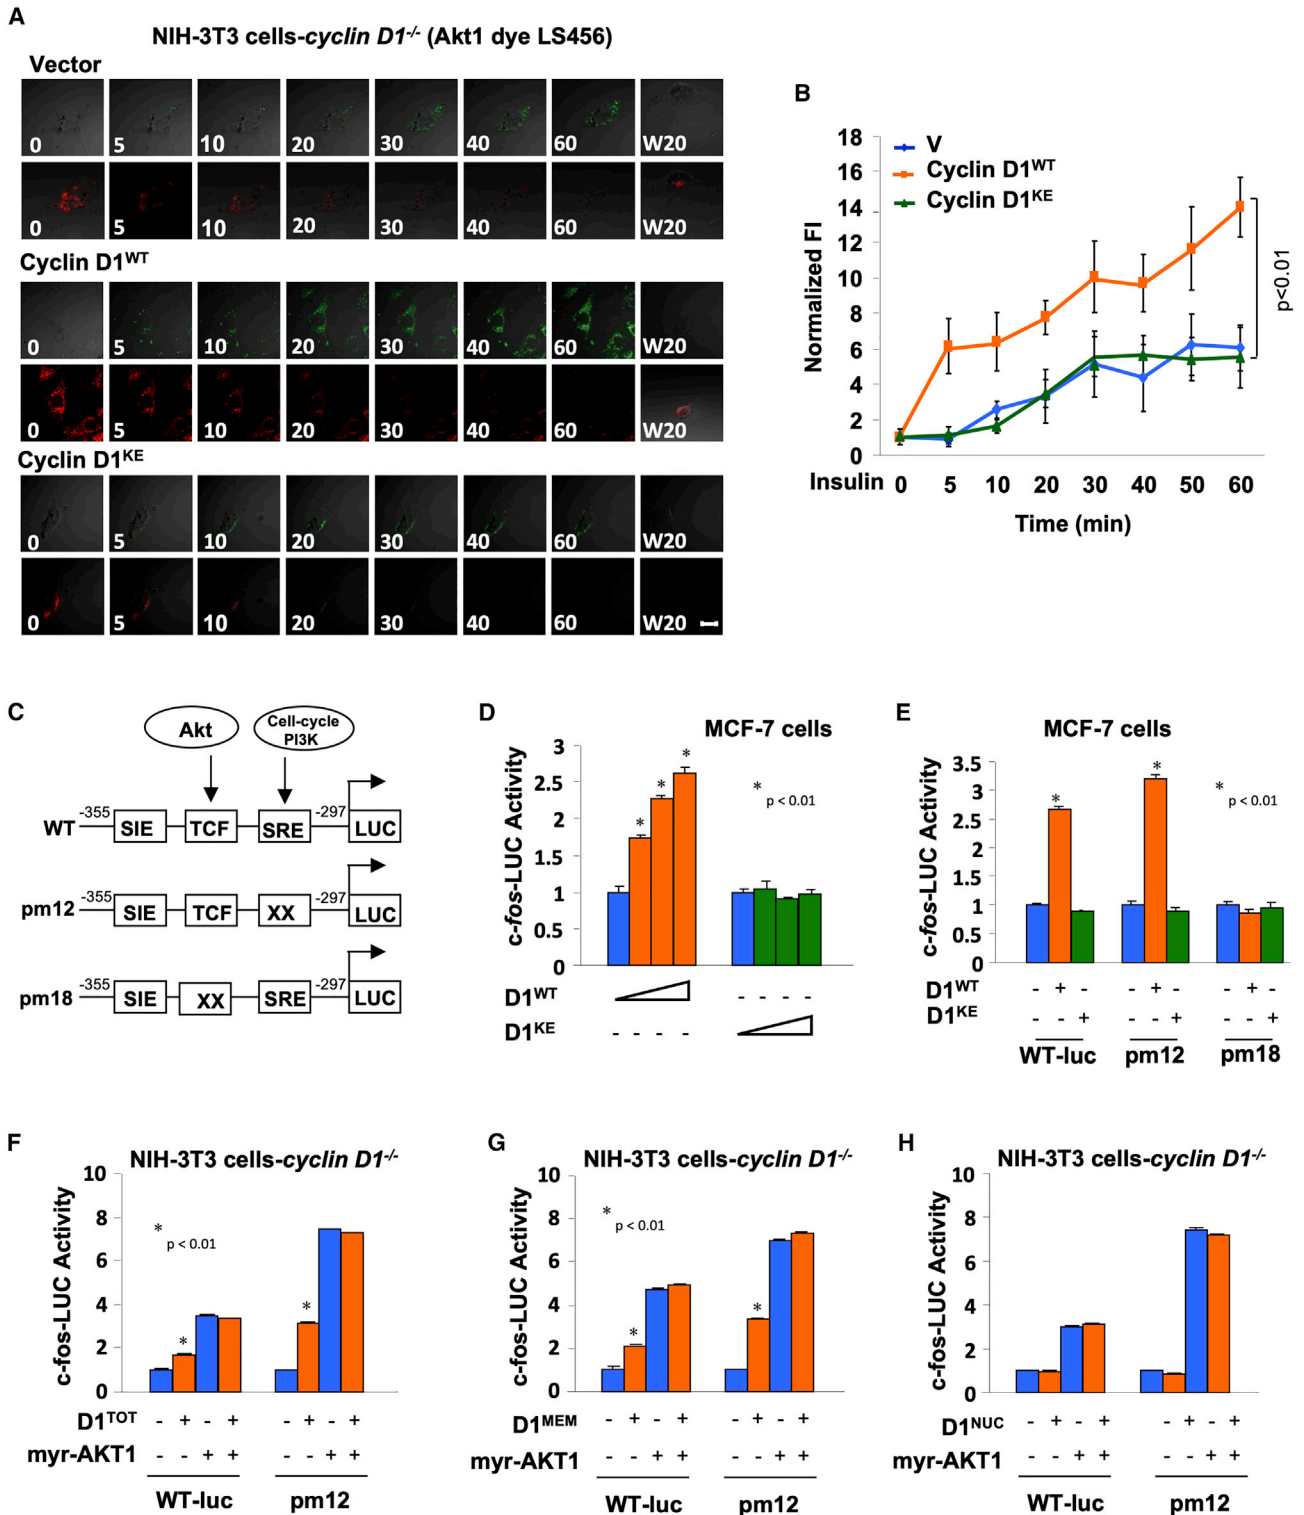 A
NIH-3T3 cells-cyclin D1-/- (Akt1 dye LS456)
Vector
0 5 10 20 30 40 60 W20
0 5 10 20 30 40 60 W20
Cyclin D1WT
0 5 10 20 30 40 60 W20
0 5 10 20 30 40 60 W20
Cyclin D1KE
0 5 10 20 30 40 60 W20
0 5 10 20 30 40 60 W20
B
V
Cyclin D1WT
Cyclin D1KE
Normalized FI
18
16
14
12
10
8
6
4
2
0
p<0.01
Insulin 0 5 10 20 30 40 50 60
Time (min)
C
Akt
Cell-cycle
PI3K
WT -355 SIE TCF SRE -297 LUC
pm12 -355 SIE TCF XX -297 LUC
pm18 -355 SIE XX SRE -297 LUC
D
MCF-7 cells
c-fos-LUC Activity
3
2.5
2
1.5
1
0.5
0
* * *
* p < 0.01
D1WT - - - -
D1KE - - - -
E
MCF-7 cells
c-fos-LUC Activity
3.5
3
2.5
2
1.5
1
0.5
0
* *
* p < 0.01
D1WT - + - - + - - + -
D1KE - - + - - + - - +
WT-luc pm12 pm18
F
NIH-3T3 cells-cyclin D1-/-
c-fos-LUC Activity
10
8
6
4
2
0
* p < 0.01
* *
D1TOT - + - + - + - +
myr-AKT1 - - + + - - + +
WT-luc pm12
G
NIH-3T3 cells-cyclin D1-/-
c-fos-LUC Activity
10
8
6
4
2
0
* p < 0.01
* *
D1MEM - + - + - + - +
myr-AKT1 - - + + - - + +
WT-luc pm12
H
NIH-3T3 cells-cyclin D1-/-
c-fos-LUC Activity
10
8
6
4
2
0
D1NUC - + - + - + - +
myr-AKT1 - - + + - - + +
WT-luc pm12